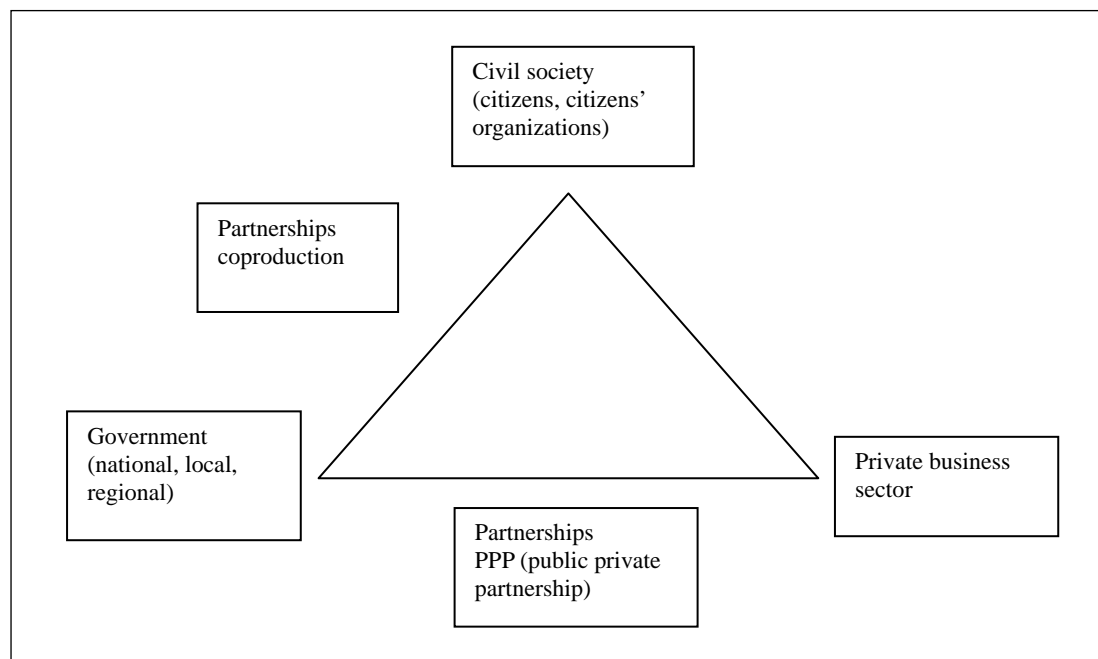 Civil society
(citizens, citizens’
organizations)
Partnerships
coproduction
Government
(national, local,
regional)
Private business
sector
Partnerships
PPP (public private
partnership)